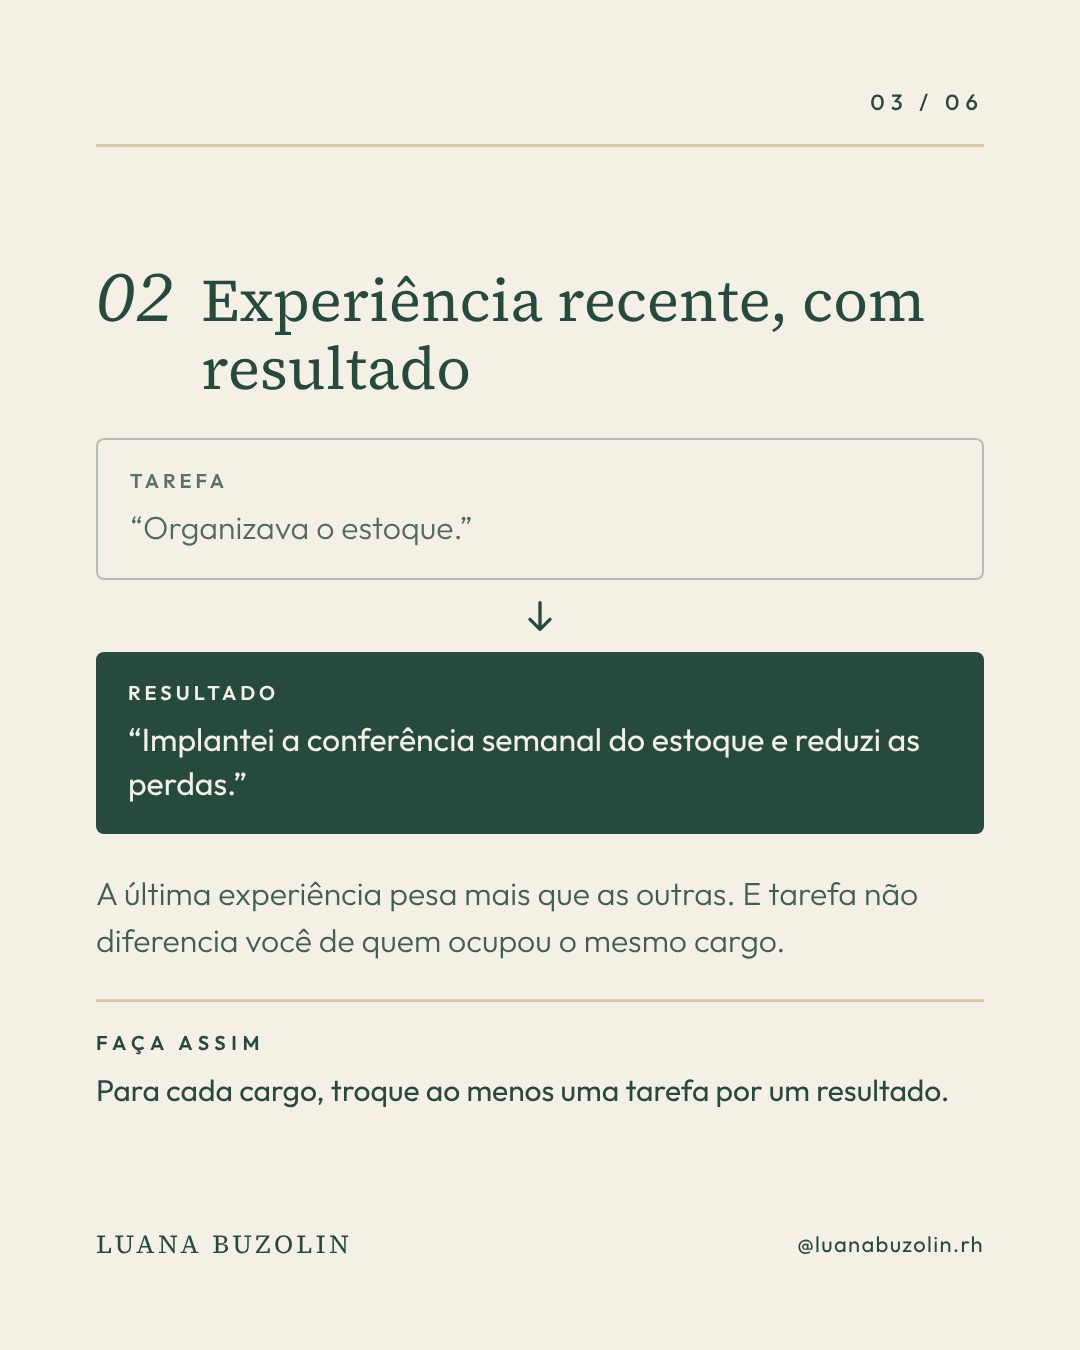 03 / 06
02 Experiência recente, com
resultado
TAREFA
“Organizava o estoque.”
↓
RESULTADO
“Implantei a conferência semanal do estoque e reduzi as
perdas.”
A última experiência pesa mais que as outras. E tarefa não
diferencia você de quem ocupou o mesmo cargo.
FAÇA ASSIM
Para cada cargo, troque ao menos uma tarefa por um resultado.
LUANA BUZOLIN
@luanabuzolin.rh